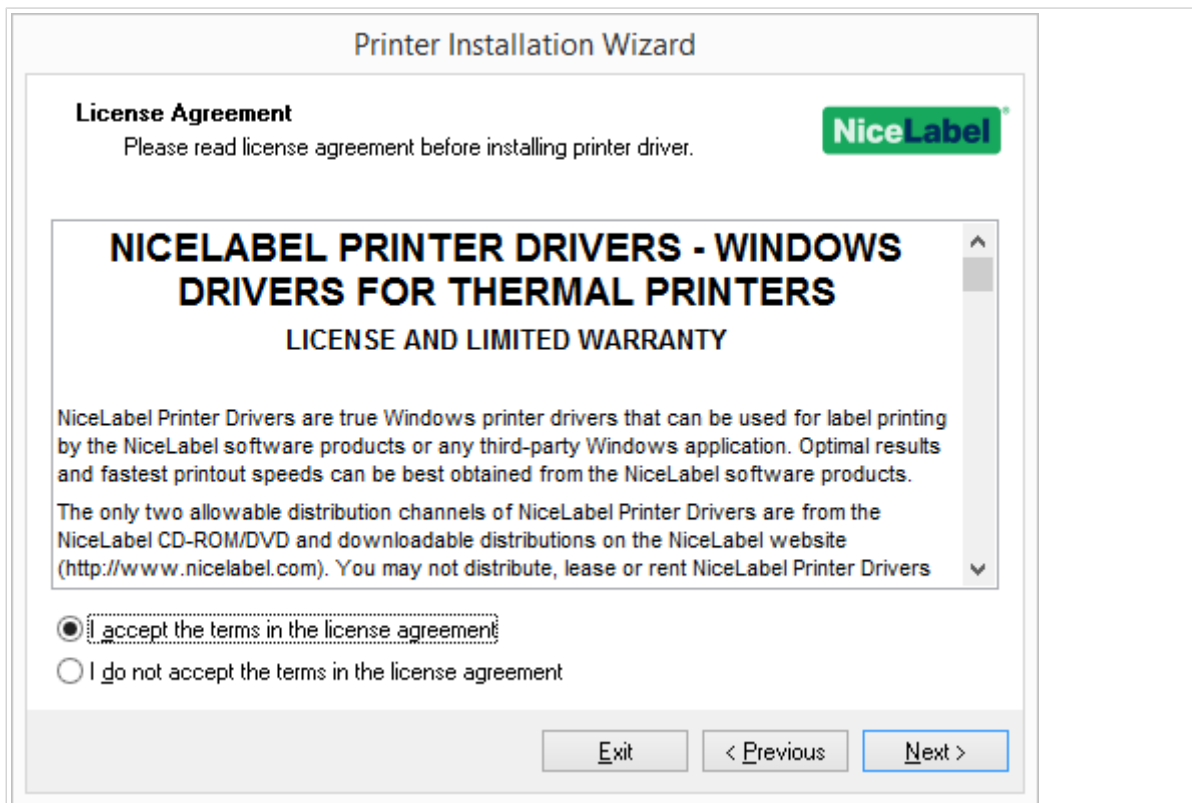 Printer Installation Wizard
License Agreement
Please read license agreement before installing printer driver.
NiceLabel®
NICELABEL PRINTER DRIVERS - WINDOWS
DRIVERS FOR THERMAL PRINTERS
LICENSE AND LIMITED WARRANTY
NiceLabel Printer Drivers are true Windows printer drivers that can be used for label printing
by the NiceLabel software products or any third-party Windows application. Optimal results
and fastest printout speeds can be best obtained from the NiceLabel software products.
The only two allowable distribution channels of NiceLabel Printer Drivers are from the
NiceLabel CD-ROM/DVD and downloadable distributions on the NiceLabel website
(http://www.nicelabel.com). You may not distribute, lease or rent NiceLabel Printer Drivers
I accept the terms in the license agreement
I do not accept the terms in the license agreement
Exit
< Previous
Next >